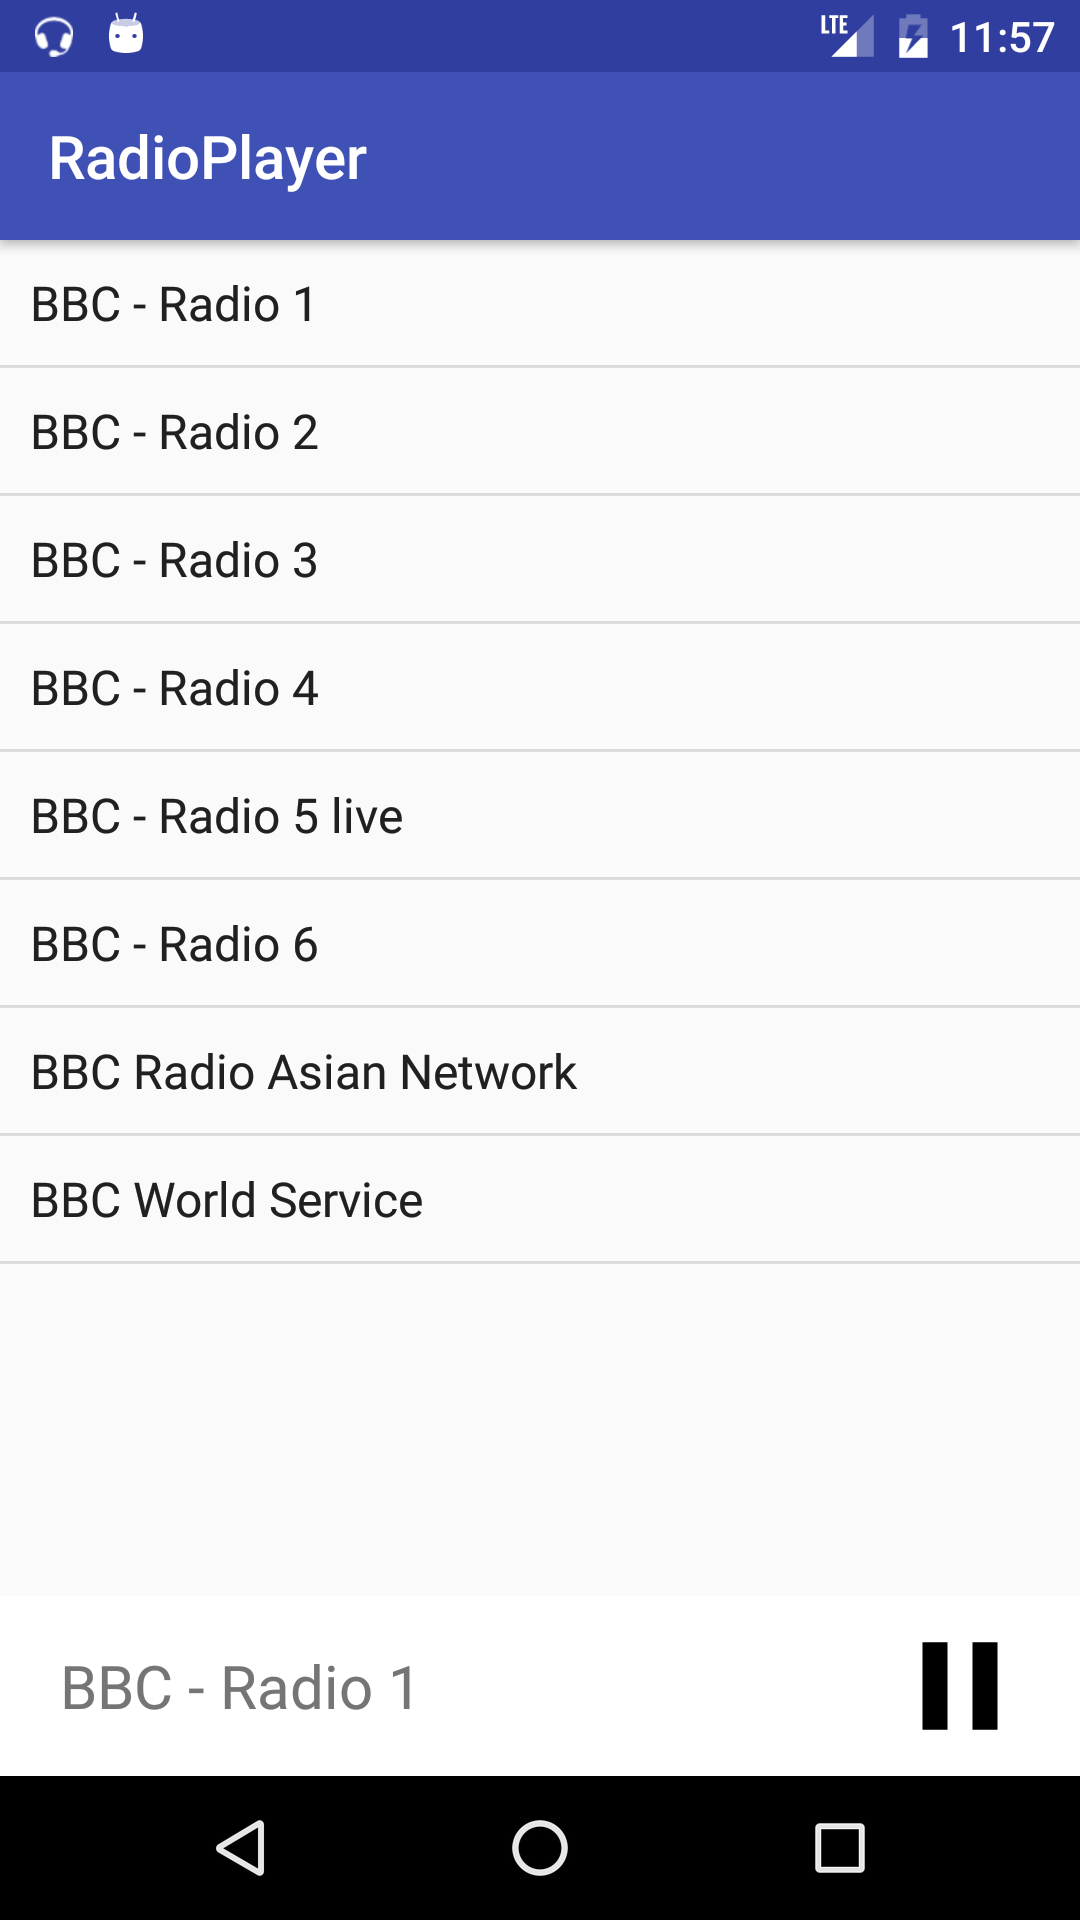 LTE 11:57
RadioPlayer
BBC - Radio 1
BBC - Radio 2
BBC - Radio 3
BBC - Radio 4
BBC - Radio 5 live
BBC - Radio 6
BBC Radio Asian Network
BBC World Service
BBC - Radio 1